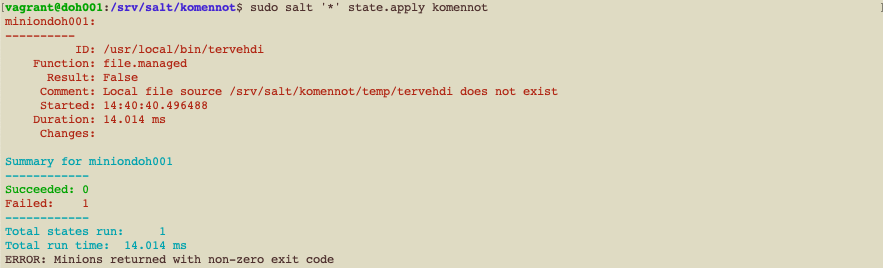 [vagrant@doh001:/srv/salt/komennot$ sudo salt '*' state.apply komennot ]
miniondoh001:
----------
ID: /usr/local/bin/tervehdi
Function: file.managed
Result: False
Comment: Local file source /srv/salt/komennot/temp/tervehdi does not exist
Started: 14:40:40.496488
Duration: 14.014 ms
Changes:
Summary for miniondoh001
------------
Succeeded: 0
Failed: 1
------------
Total states run: 1
Total run time: 14.014 ms
ERROR: Minions returned with non-zero exit code